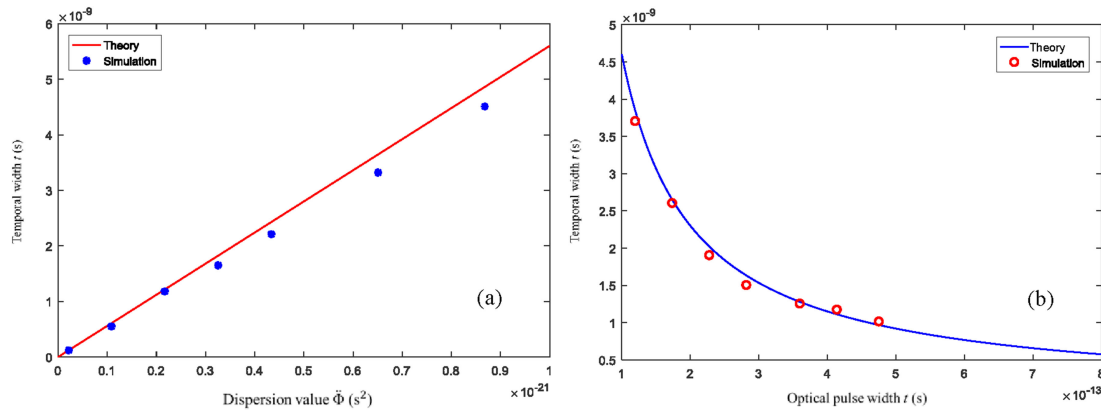 ×10⁻⁹
6
5
4
3
2
1
0
Temporal width t (s)
Theory
Simulation
(a)
0 0.1 0.2 0.3 0.4 0.5 0.6 0.7 0.8 0.9 1
×10⁻²¹
Dispersion value Φ̈ (s²)
×10⁻⁹
5
4.5
4
3.5
3
2.5
2
1.5
1
0.5
Temporal width t (s)
Theory
Simulation
(b)
1 2 3 4 5 6 7 8
×10⁻¹³
Optical pulse width t (s)